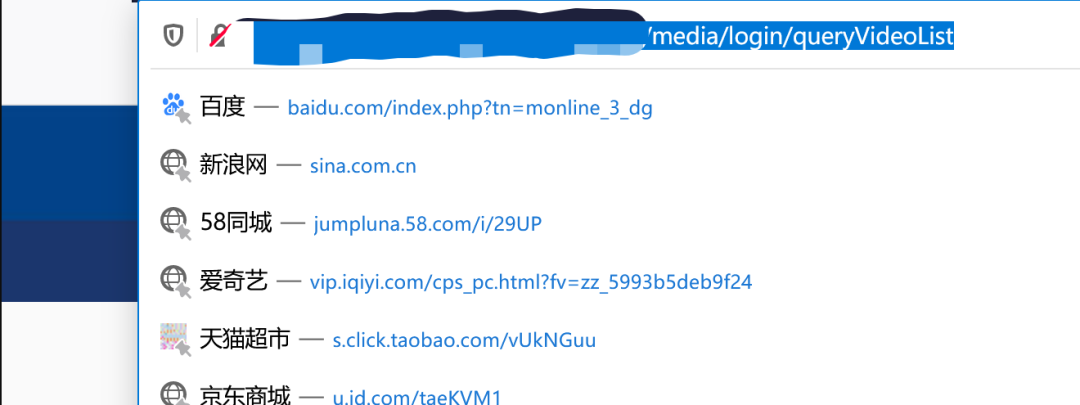 /media/login/queryVideoList
百度 — baidu.com/index.php?tn=monline_3_dg
新浪网 — sina.com.cn
58同城 — jumpluna.58.com/i/29UP
爱奇艺 — vip.iqiyi.com/cps_pc.html?fv=zz_5993b5deb9f24
天猫超市 — s.click.taobao.com/vUkNGuu
京东商城 — u.jd.com/taeKVM1